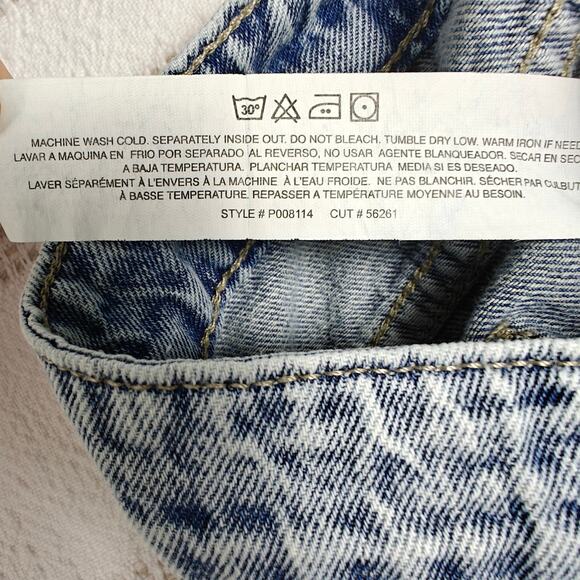 30°
MACHINE WASH COLD. SEPARATELY INSIDE OUT. DO NOT BLEACH. TUMBLE DRY LOW. WARM IRON IF NEED
LAVAR A MAQUINA EN FRIO POR SEPARADO AL REVERSO, NO USAR AGENTE BLANQUEADOR. SECAR EN SEC
A BAJA TEMPERATURA. PLANCHAR TEMPERATURA MEDIA SI ES DESEADO.
LAVER SÉPARÉMENT À L'ENVERS À LA MACHINE À L'EAU FROIDE. NE PAS BLANCHIR. SÉCHER PAR CULBUT
À BASSE TEMPERATURE. REPASSER A TEMPÉRATURE MOYENNE AU BESOIN.
STYLE # P008114 CUT # 56261